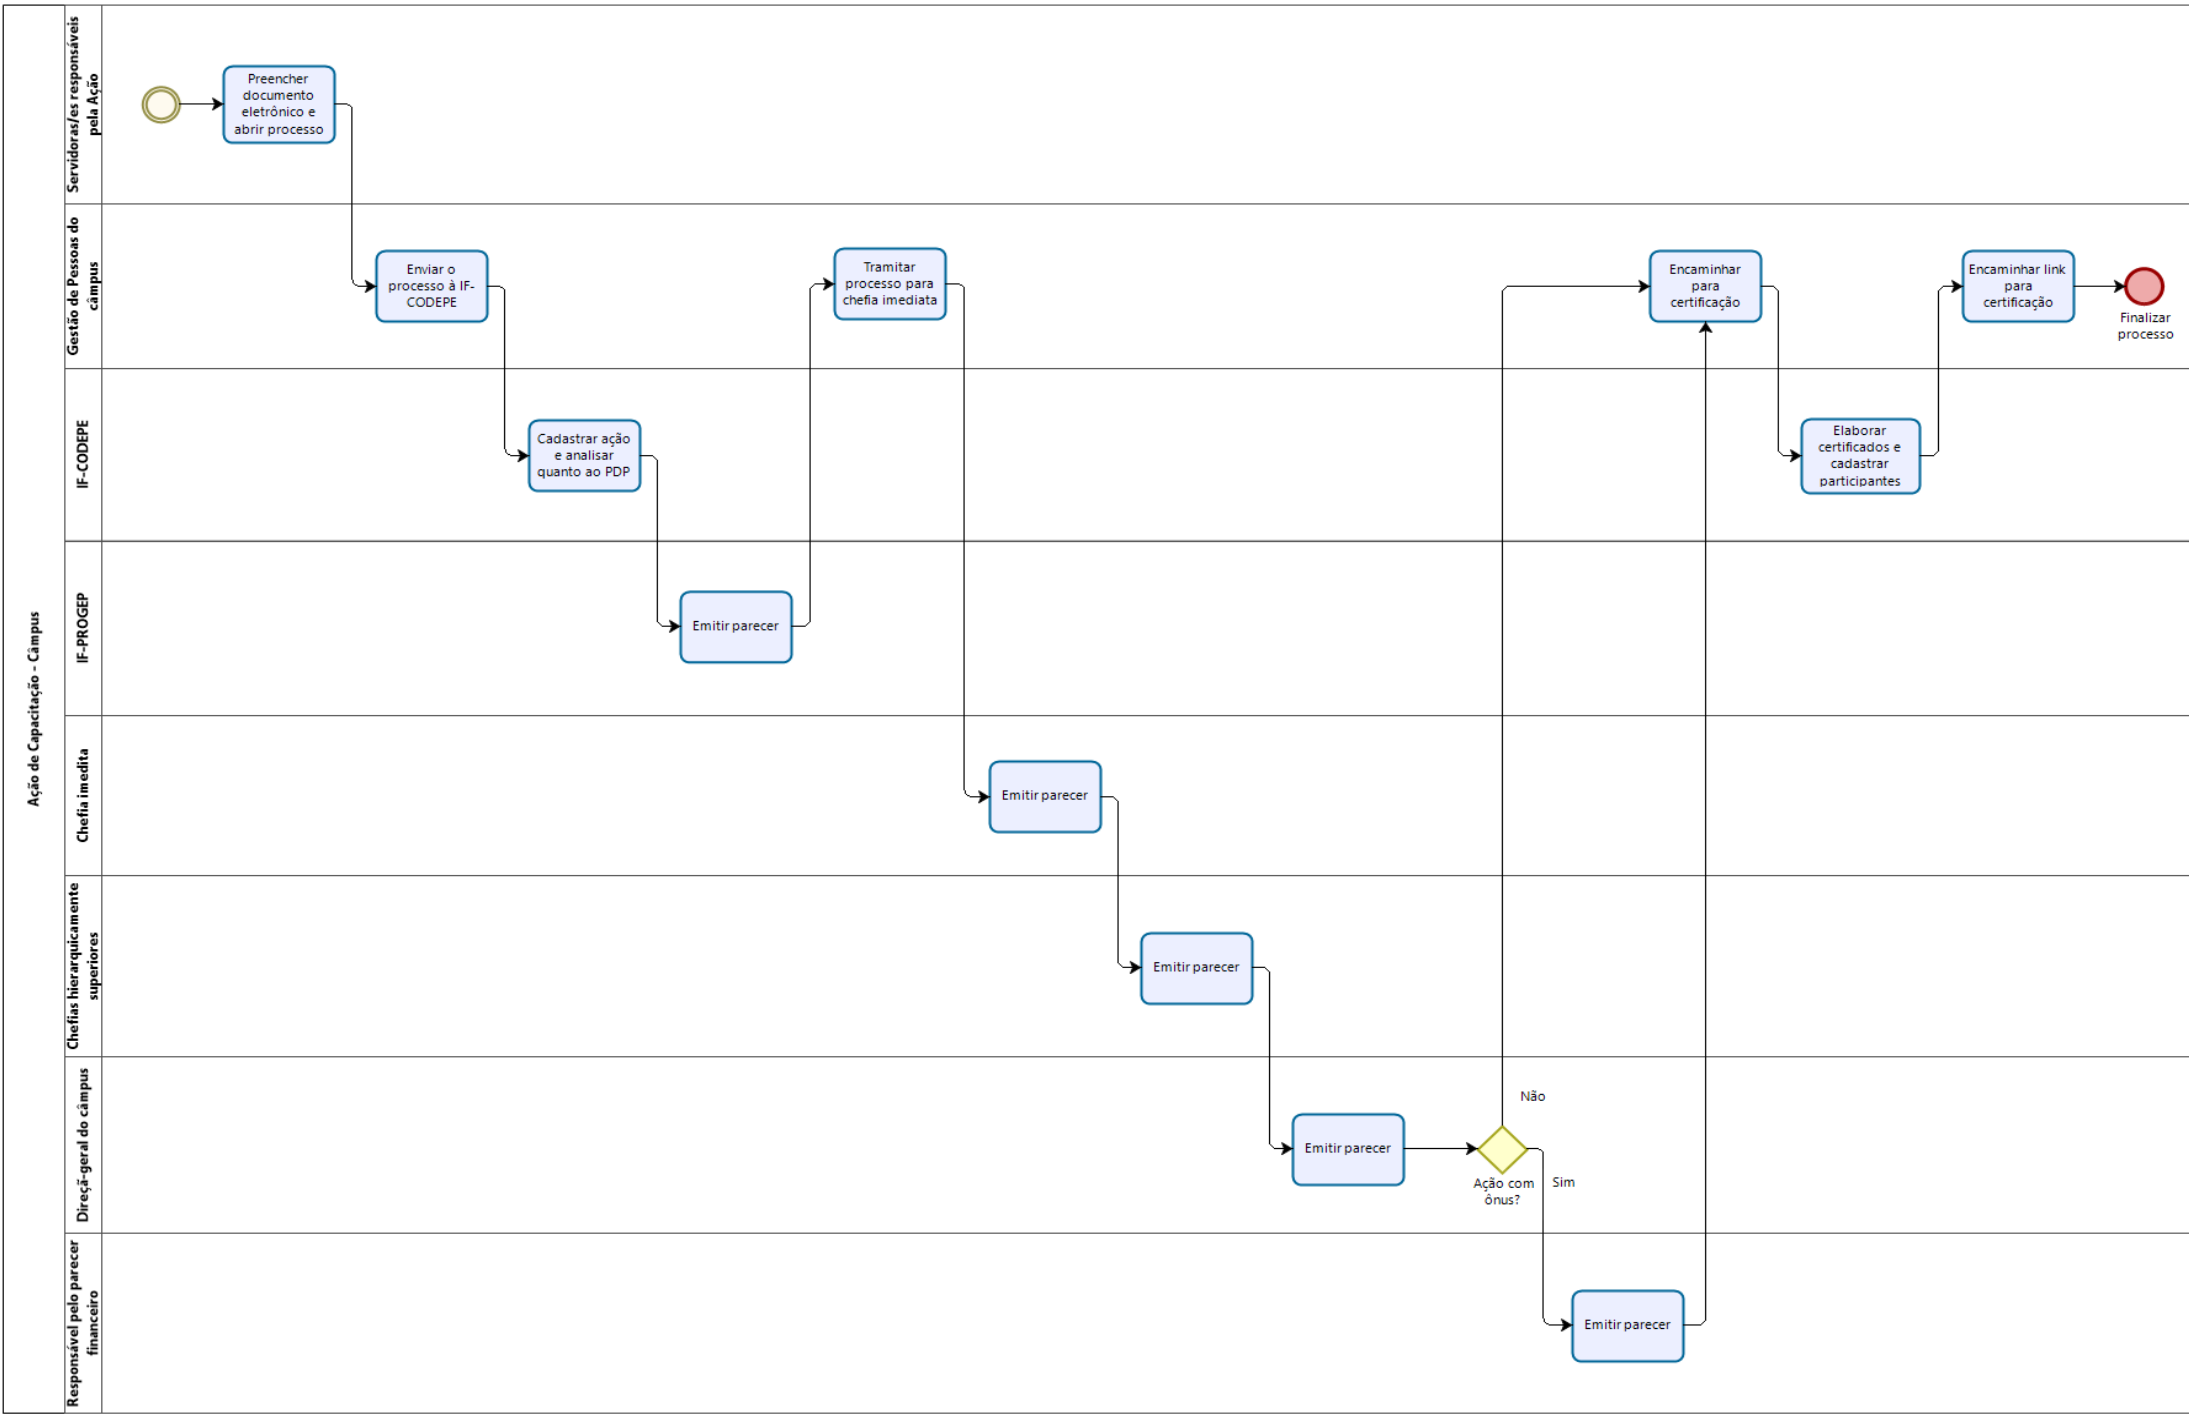 Ação de Capacitação - Câmpus
Servidoras/es responsáveis
pela Ação
Preencher
documento
eletrônico e
abrir processo
Gestão de Pessoas do
câmpus
Enviar o
processo à IF-
CODEPE
Tramitar
processo para
chefia imediata
Encaminhar
para
certificação
Encaminhar link
para
certificação
Finalizar
processo
IF-CODEPE
Cadastrar ação
e analisar
quanto ao PDP
Elaborar
certificados e
cadastrar
participantes
IF-PROGEP
Emitir parecer
Chefia imedita
Emitir parecer
Chefias hierarquicamente
superiores
Emitir parecer
Direçã-geral do câmpus
Emitir parecer
Não
Ação com
ônus?
Sim
Responsável pelo parecer
financeiro
Emitir parecer